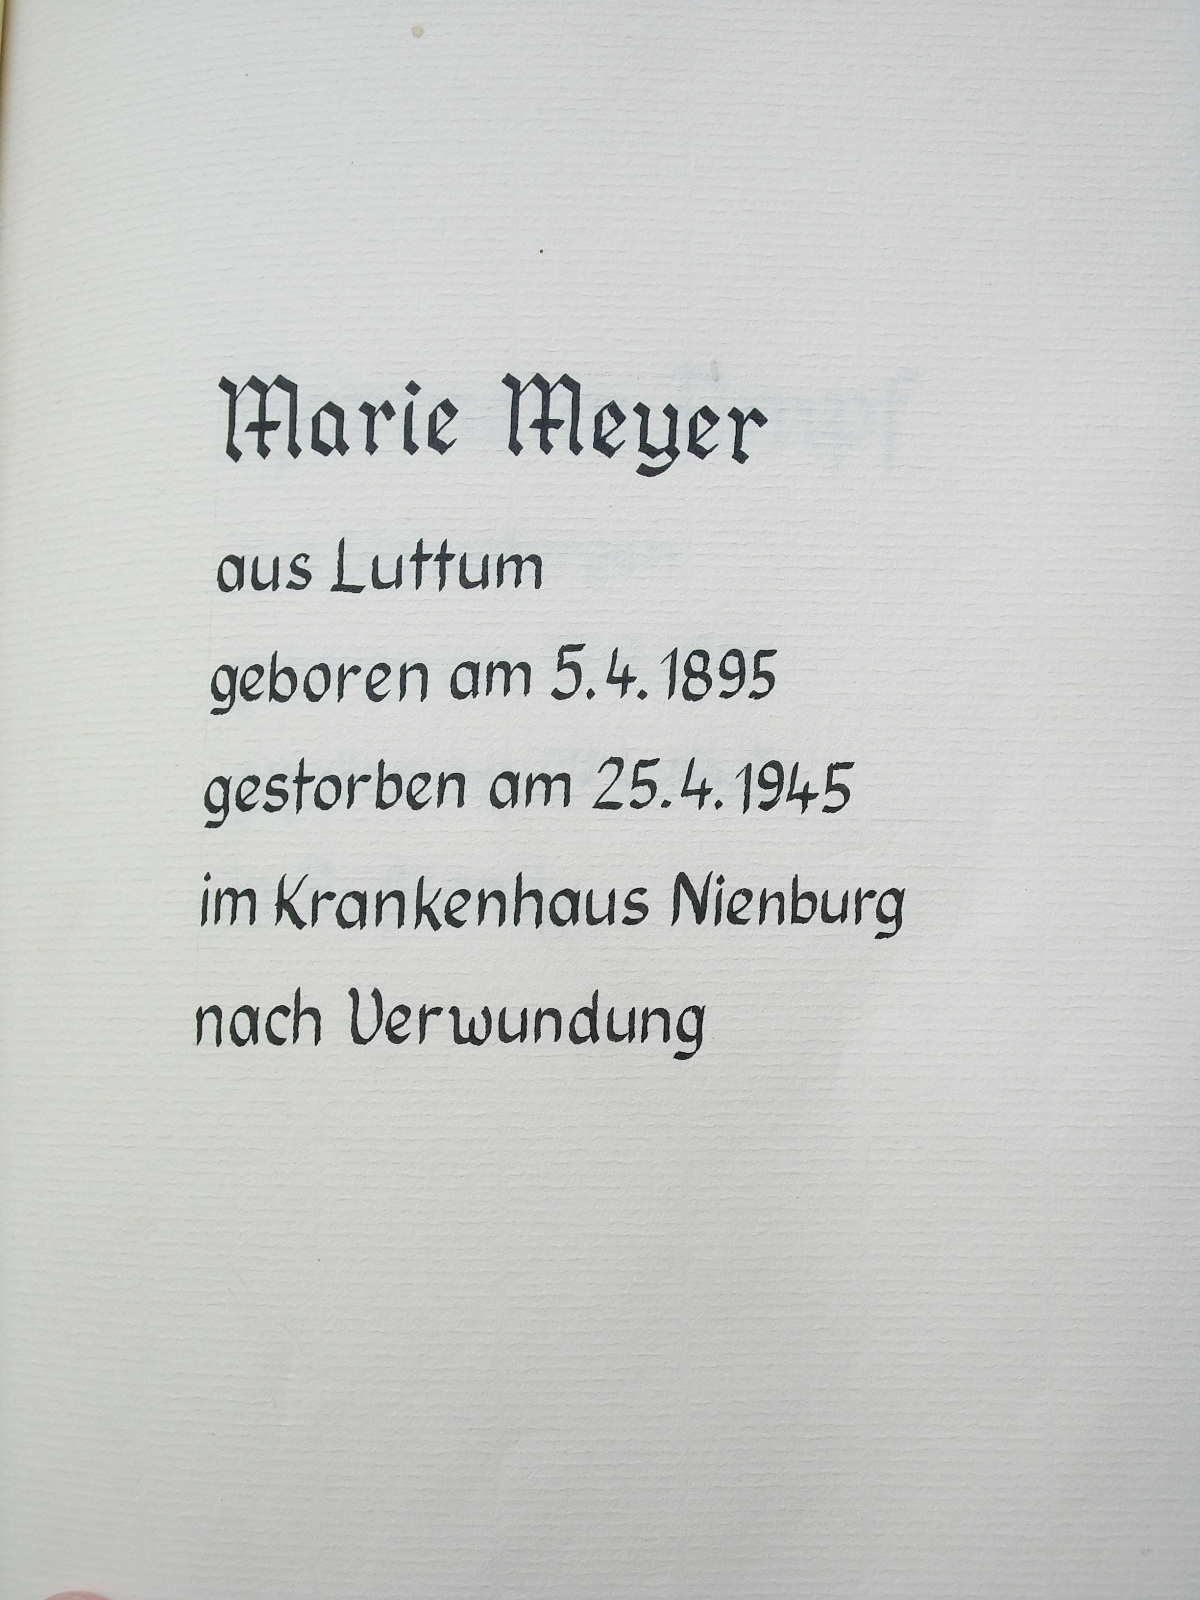 Marie Meyer
aus Luttum
geboren am 5.4.1895
gestorben am 25.4.1945
im Krankenhaus Nienburg
nach Verwundung